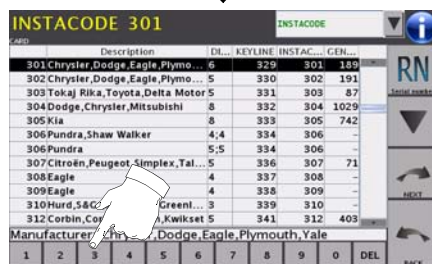 INSTACODE 301
INSTACODE
CARD
Description DI... KEYLINE INSTAC... GEN...
301 Chrysler,Dodge,Eagle,Plymo... 6 329 301 189
302 Chrysler,Dodge,Eagle,Plymo... 5 330 302 191
303 Tokaj Rika,Toyota,Delta Motor 5 331 303 87
304 Dodge,Chrysler,Mitsubishi 8 332 304 1029
305 Kia 8 333 305 742
306 Pundra,Shaw Walker 4;4 334 306 -
306 Pundra 5;5 334 306 -
307 Citroën,Peugeot,Simplex,Tal... 5 336 307 71
308 Eagle 4 337 308 -
309 Eagle 4 338 309 -
310 Hurd,S&G Greenl... 3 339 310 -
312 Corbin, ,Kwikset 5 341 312 403
Manufacturer ,Dodge,Eagle,Plymouth,Yale
1 2 3 4 5 6 7 8 9 0 DEL
RN
Serial number
NEXT
BACK